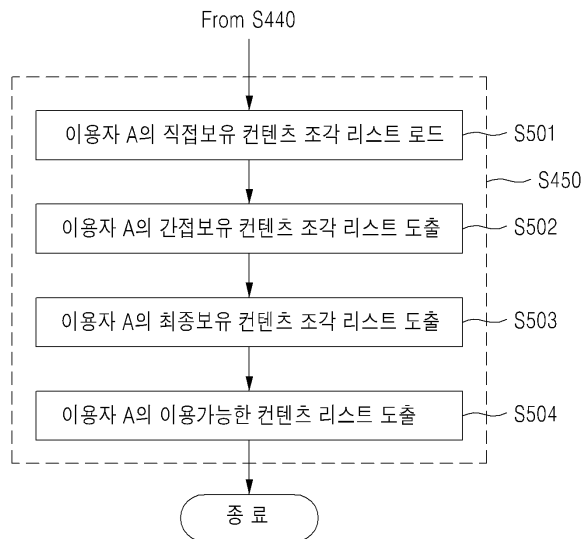 From S440
이용자 A의 직접보유 컨텐츠 조각 리스트 로드
S501
S450
이용자 A의 간접보유 컨텐츠 조각 리스트 도출
S502
이용자 A의 최종보유 컨텐츠 조각 리스트 도출
S503
이용자 A의 이용가능한 컨텐츠 리스트 도출
S504
종 료